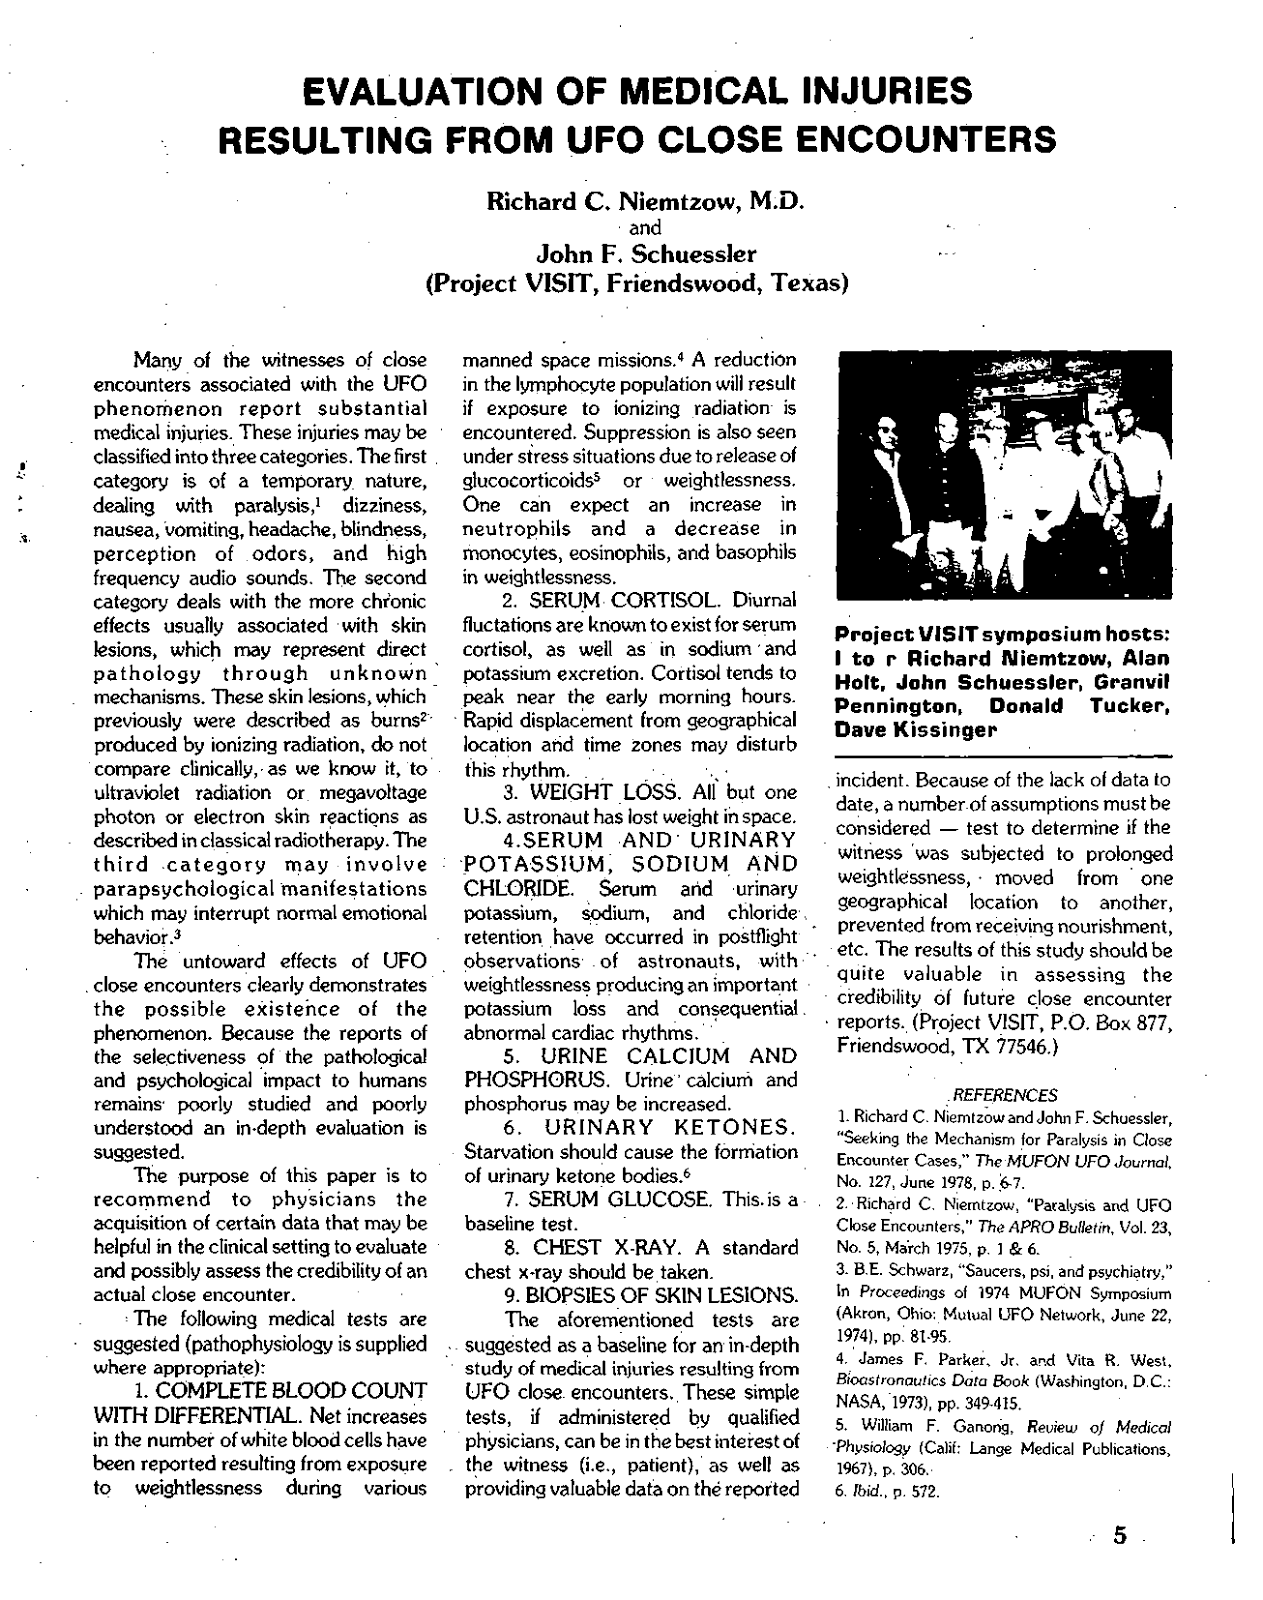 EVALUATION OF MEDICAL INJURIES
RESULTING FROM UFO CLOSE ENCOUNTERS
Richard C. Niemtzow, M.D.
and
John F. Schuessler
(Project VISIT, Friendswood, Texas)
Many of the witnesses of close
encounters associated with the UFO
phenomenon report substantial
medical injuries. These injuries may be
classified into three categories. The first
category is of a temporary nature,
dealing with paralysis,¹ dizziness,
nausea, vomiting, headache, blindness,
perception of odors, and high
frequency audio sounds. The second
category deals with the more chronic
effects usually associated with skin
lesions, which may represent direct
pathology through unknown
mechanisms. These skin lesions, which
previously were described as burns²
produced by ionizing radiation, do not
compare clinically, as we know it, to
ultraviolet radiation or megavoltage
photon or electron skin reactions as
described in classical radiotherapy. The
third category may involve
parapsychological manifestations
which may interrupt normal emotional
behavior.³
The untoward effects of UFO
close encounters clearly demonstrates
the possible existence of the
phenomenon. Because the reports of
the selectiveness of the pathological
and psychological impact to humans
remains poorly studied and poorly
understood an in-depth evaluation is
suggested.
The purpose of this paper is to
recommend to physicians the
acquisition of certain data that may be
helpful in the clinical setting to evaluate
and possibly assess the credibility of an
actual close encounter.
The following medical tests are
suggested (pathophysiology is supplied
where appropriate):
1. COMPLETE BLOOD COUNT
WITH DIFFERENTIAL. Net increases
in the number of white blood cells have
been reported resulting from exposure
to weightlessness during various
manned space missions.⁴ A reduction
in the lymphocyte population will result
if exposure to ionizing radiation is
encountered. Suppression is also seen
under stress situations due to release of
glucocorticoids⁵ or weightlessness.
One can expect an increase in
neutrophils and a decrease in
monocytes, eosinophils, and basophils
in weightlessness.
2. SERUM CORTISOL. Diurnal
fluctations are known to exist for serum
cortisol, as well as in sodium and
potassium excretion. Cortisol tends to
peak near the early morning hours.
Rapid displacement from geographical
location and time zones may disturb
this rhythm.
3. WEIGHT LOSS. All but one
U.S. astronaut has lost weight in space.
4.SERUM AND URINARY
POTASSIUM, SODIUM AND
CHLORIDE. Serum and urinary
potassium, sodium, and chloride
retention have occurred in postflight
observations of astronauts, with
weightlessness producing an important
potassium loss and consequential
abnormal cardiac rhythms.
5. URINE CALCIUM AND
PHOSPHORUS. Urine calcium and
phosphorus may be increased.
6. URINARY KETONES.
Starvation should cause the formation
of urinary ketone bodies.⁶
7. SERUM GLUCOSE. This is a
baseline test.
8. CHEST X-RAY. A standard
chest x-ray should be taken.
9. BIOPSIES OF SKIN LESIONS.
The aforementioned tests are
suggested as a baseline for an in-depth
study of medical injuries resulting from
UFO close encounters. These simple
tests, if administered by qualified
physicians, can be in the best interest of
the witness (i.e., patient), as well as
providing valuable data on the reported
Project VISIT symposium hosts:
l to r Richard Niemtzow, Alan
Holt, John Schuessler, Granvil
Pennington, Donald Tucker,
Dave Kissinger
incident. Because of the lack of data to
date, a number of assumptions must be
considered — test to determine if the
witness was subjected to prolonged
weightlessness, moved from one
geographical location to another,
prevented from receiving nourishment,
etc. The results of this study should be
quite valuable in assessing the
credibility of future close encounter
reports. (Project VISIT, P.O. Box 877,
Friendswood, TX 77546.)
REFERENCES
1. Richard C. Niemtzow and John F. Schuessler,
"Seeking the Mechanism for Paralysis in Close
Encounter Cases," The MUFON UFO Journal,
No. 127, June 1978, p. 6-7.
2. Richard C. Niemtzow, "Paralysis and UFO
Close Encounters," The APRO Bulletin, Vol. 23,
No. 5, March 1975, p. 1 & 6.
3. B.E. Schwarz, "Saucers, psi, and psychiatry,"
In Proceedings of 1974 MUFON Symposium
(Akron, Ohio: Mutual UFO Network, June 22,
1974), pp. 81-95.
4. James F. Parker, Jr. and Vita R. West,
Bioastronautics Data Book (Washington, D.C.:
NASA, 1973), pp. 349-415.
5. William F. Ganong, Review of Medical
Physiology (Calif: Lange Medical Publications,
1967), p. 306.
6. Ibid., p. 572.
5